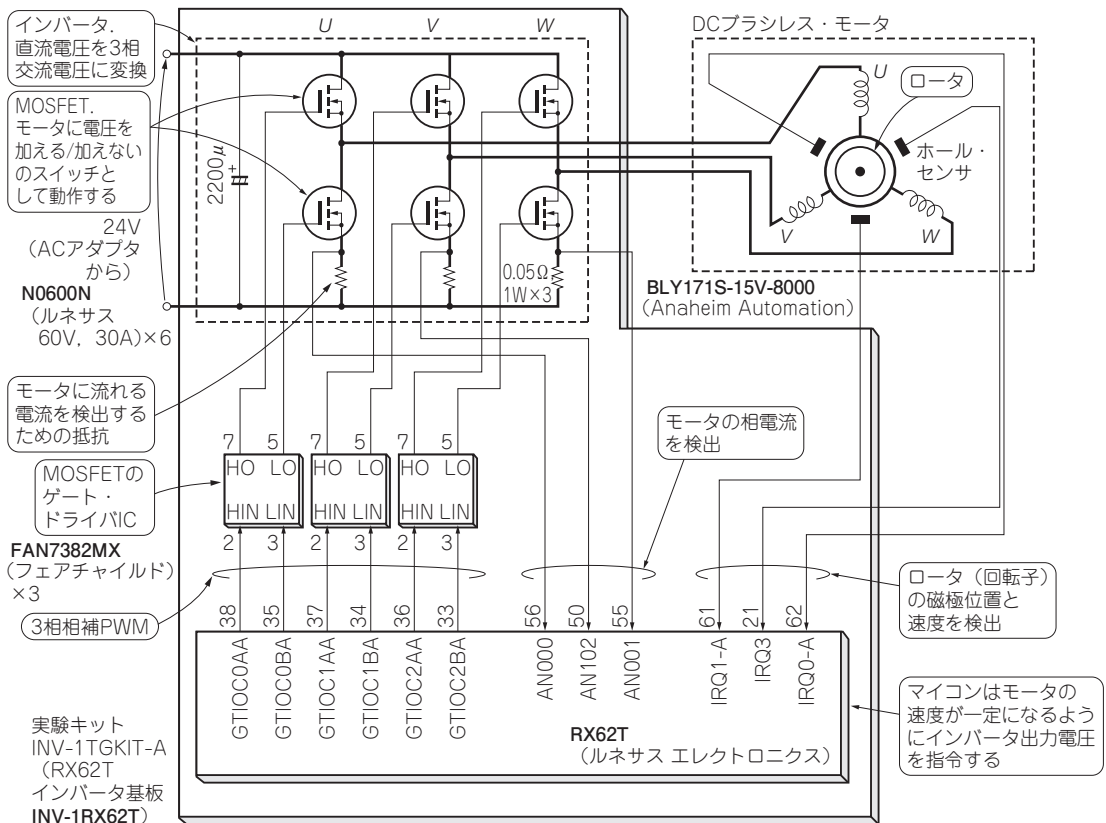 インバータ.
直流電圧を3相
交流電圧に変換
MOSFET.
モータに電圧を
加える/加えない
のスイッチと
して動作する
24V
(ACアダプタ
から)
N0600N
(ルネサス
60V，30A)×6
モータに流れる
電流を検出する
ための抵抗
MOSFETの
ゲート・
ドライバIC
FAN7382MX
(フェアチャイルド)
×3
3相相補PWM
実験キット
INV-1TGKIT-A
(RX62T
インバータ基板
INV-1RX62T)
U V W
2200μ
+
0.05Ω
1W×3
7 5 7 5 7 5
HO LO HO LO HO LO
HIN LIN HIN LIN HIN LIN
2 3 2 3 2 3
38 35 37 34 36 33 56 50 55 61 21 62
GTIOC0AA GTIOC0BA GTIOC1AA GTIOC1BA GTIOC2AA GTIOC2BA AN000 AN102 AN001 IRQ1-A IRQ3 IRQ0-A
RX62T
(ルネサス エレクトロニクス)
DCブラシレス・モータ
U
ロータ
ホール・
センサ
V W
BLY171S-15V-8000
(Anaheim Automation)
モータの相電流
を検出
ロータ（回転子）
の磁極位置と
速度を検出
マイコンはモータの
速度が一定になるよう
にインバータ出力電圧
を指令する